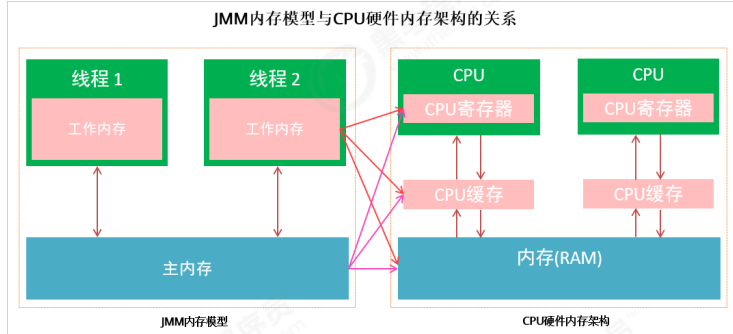 JMM内存模型与CPU硬件内存架构的关系
线程 1
工作内存
线程 2
工作内存
主内存
JMM内存模型
CPU
CPU寄存器
CPU缓存
CPU
CPU寄存器
CPU缓存
内存(RAM)
CPU硬件内存架构